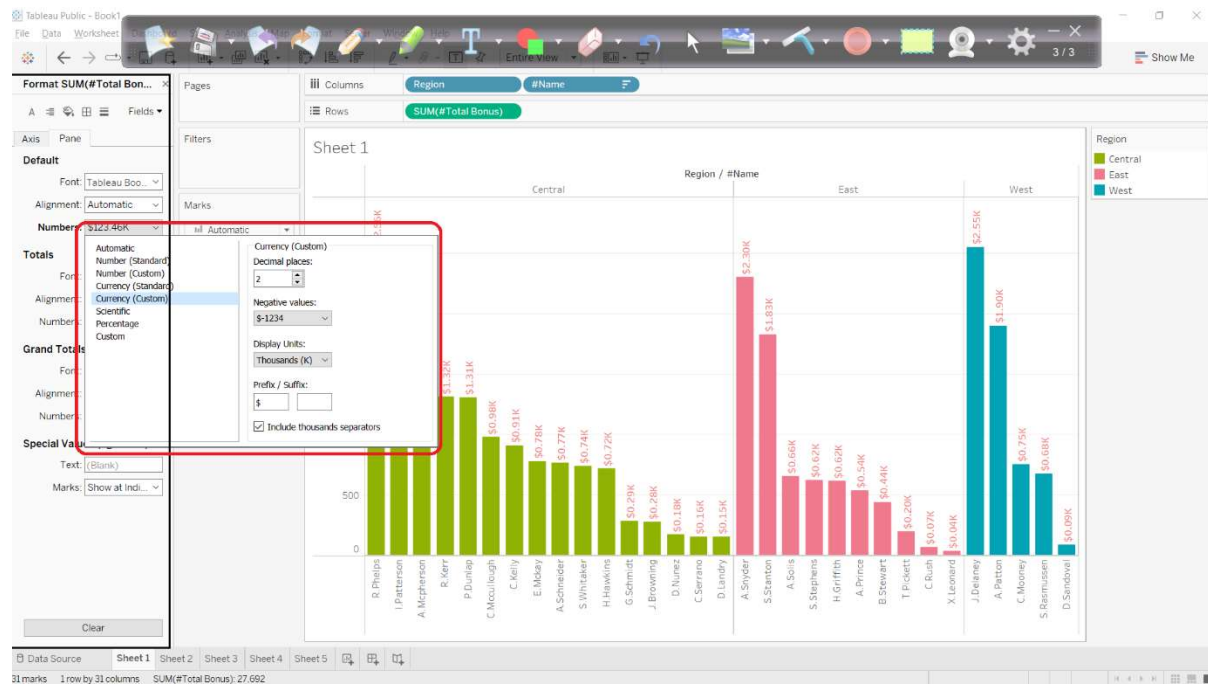 Tableau Public - Book1
File Data Worksheet
Format SUM(#Total Bon...
Fields
Axis Pane
Default
Font: Tableau Boo...
Alignment: Automatic
Numbers: $123.46K
Totals
Font:
Alignment:
Numbers:
Grand Totals
Font:
Alignment:
Numbers:
Special Valu
Text: (Blank)
Marks: Show at Indi...
Clear
Automatic
Number (Standard)
Number (Custom)
Currency (Standard)
Currency (Custom)
Scientific
Percentage
Custom
Currency (Custom)
Decimal places:
2
Negative values:
$-1234
Display Units:
Thousands (K)
Prefix / Suffix:
$
Include thousands separators
Pages
Filters
Marks
Automatic
3 / 3
Entire View
Show Me
Columns Region #Name
Rows SUM(#Total Bonus)
Sheet 1
Region / #Name
Central East West
$1.32K
$1.31K
$0.98K
$0.91K
$0.78K
$0.77K
$0.74K
$0.72K
$0.29K
$0.28K
$0.18K
$0.16K
$0.15K
$2.30K
$1.83K
$0.66K
$0.62K
$0.62K
$0.54K
$0.44K
$0.20K
$0.07K
$0.04K
$2.55K
$1.90K
$0.75K
$0.68K
$0.09K
500
0
R.Phelps
I.Patterson
A.Mcpherson
R.Kerr
P.Dunlap
C.Mccullough
C.Kelly
E.Mckay
A.Schneider
S.Whitaker
H.Hawkins
G.Schmidt
J.Browning
D.Nunez
C.Serrano
D.Landry
A.Snyder
S.Stanton
A.Solis
S.Stephens
H.Griffith
A.Prince
B.Stewart
T.Pickett
C.Rush
X.Leonard
J.Delaney
A.Patton
C.Mooney
S.Rasmussen
D.Sandoval
Region
Central
East
West
Data Source Sheet 1 Sheet 2 Sheet 3 Sheet 4 Sheet 5
31 marks 1 row by 31 columns SUM(#Total Bonus): 27.692